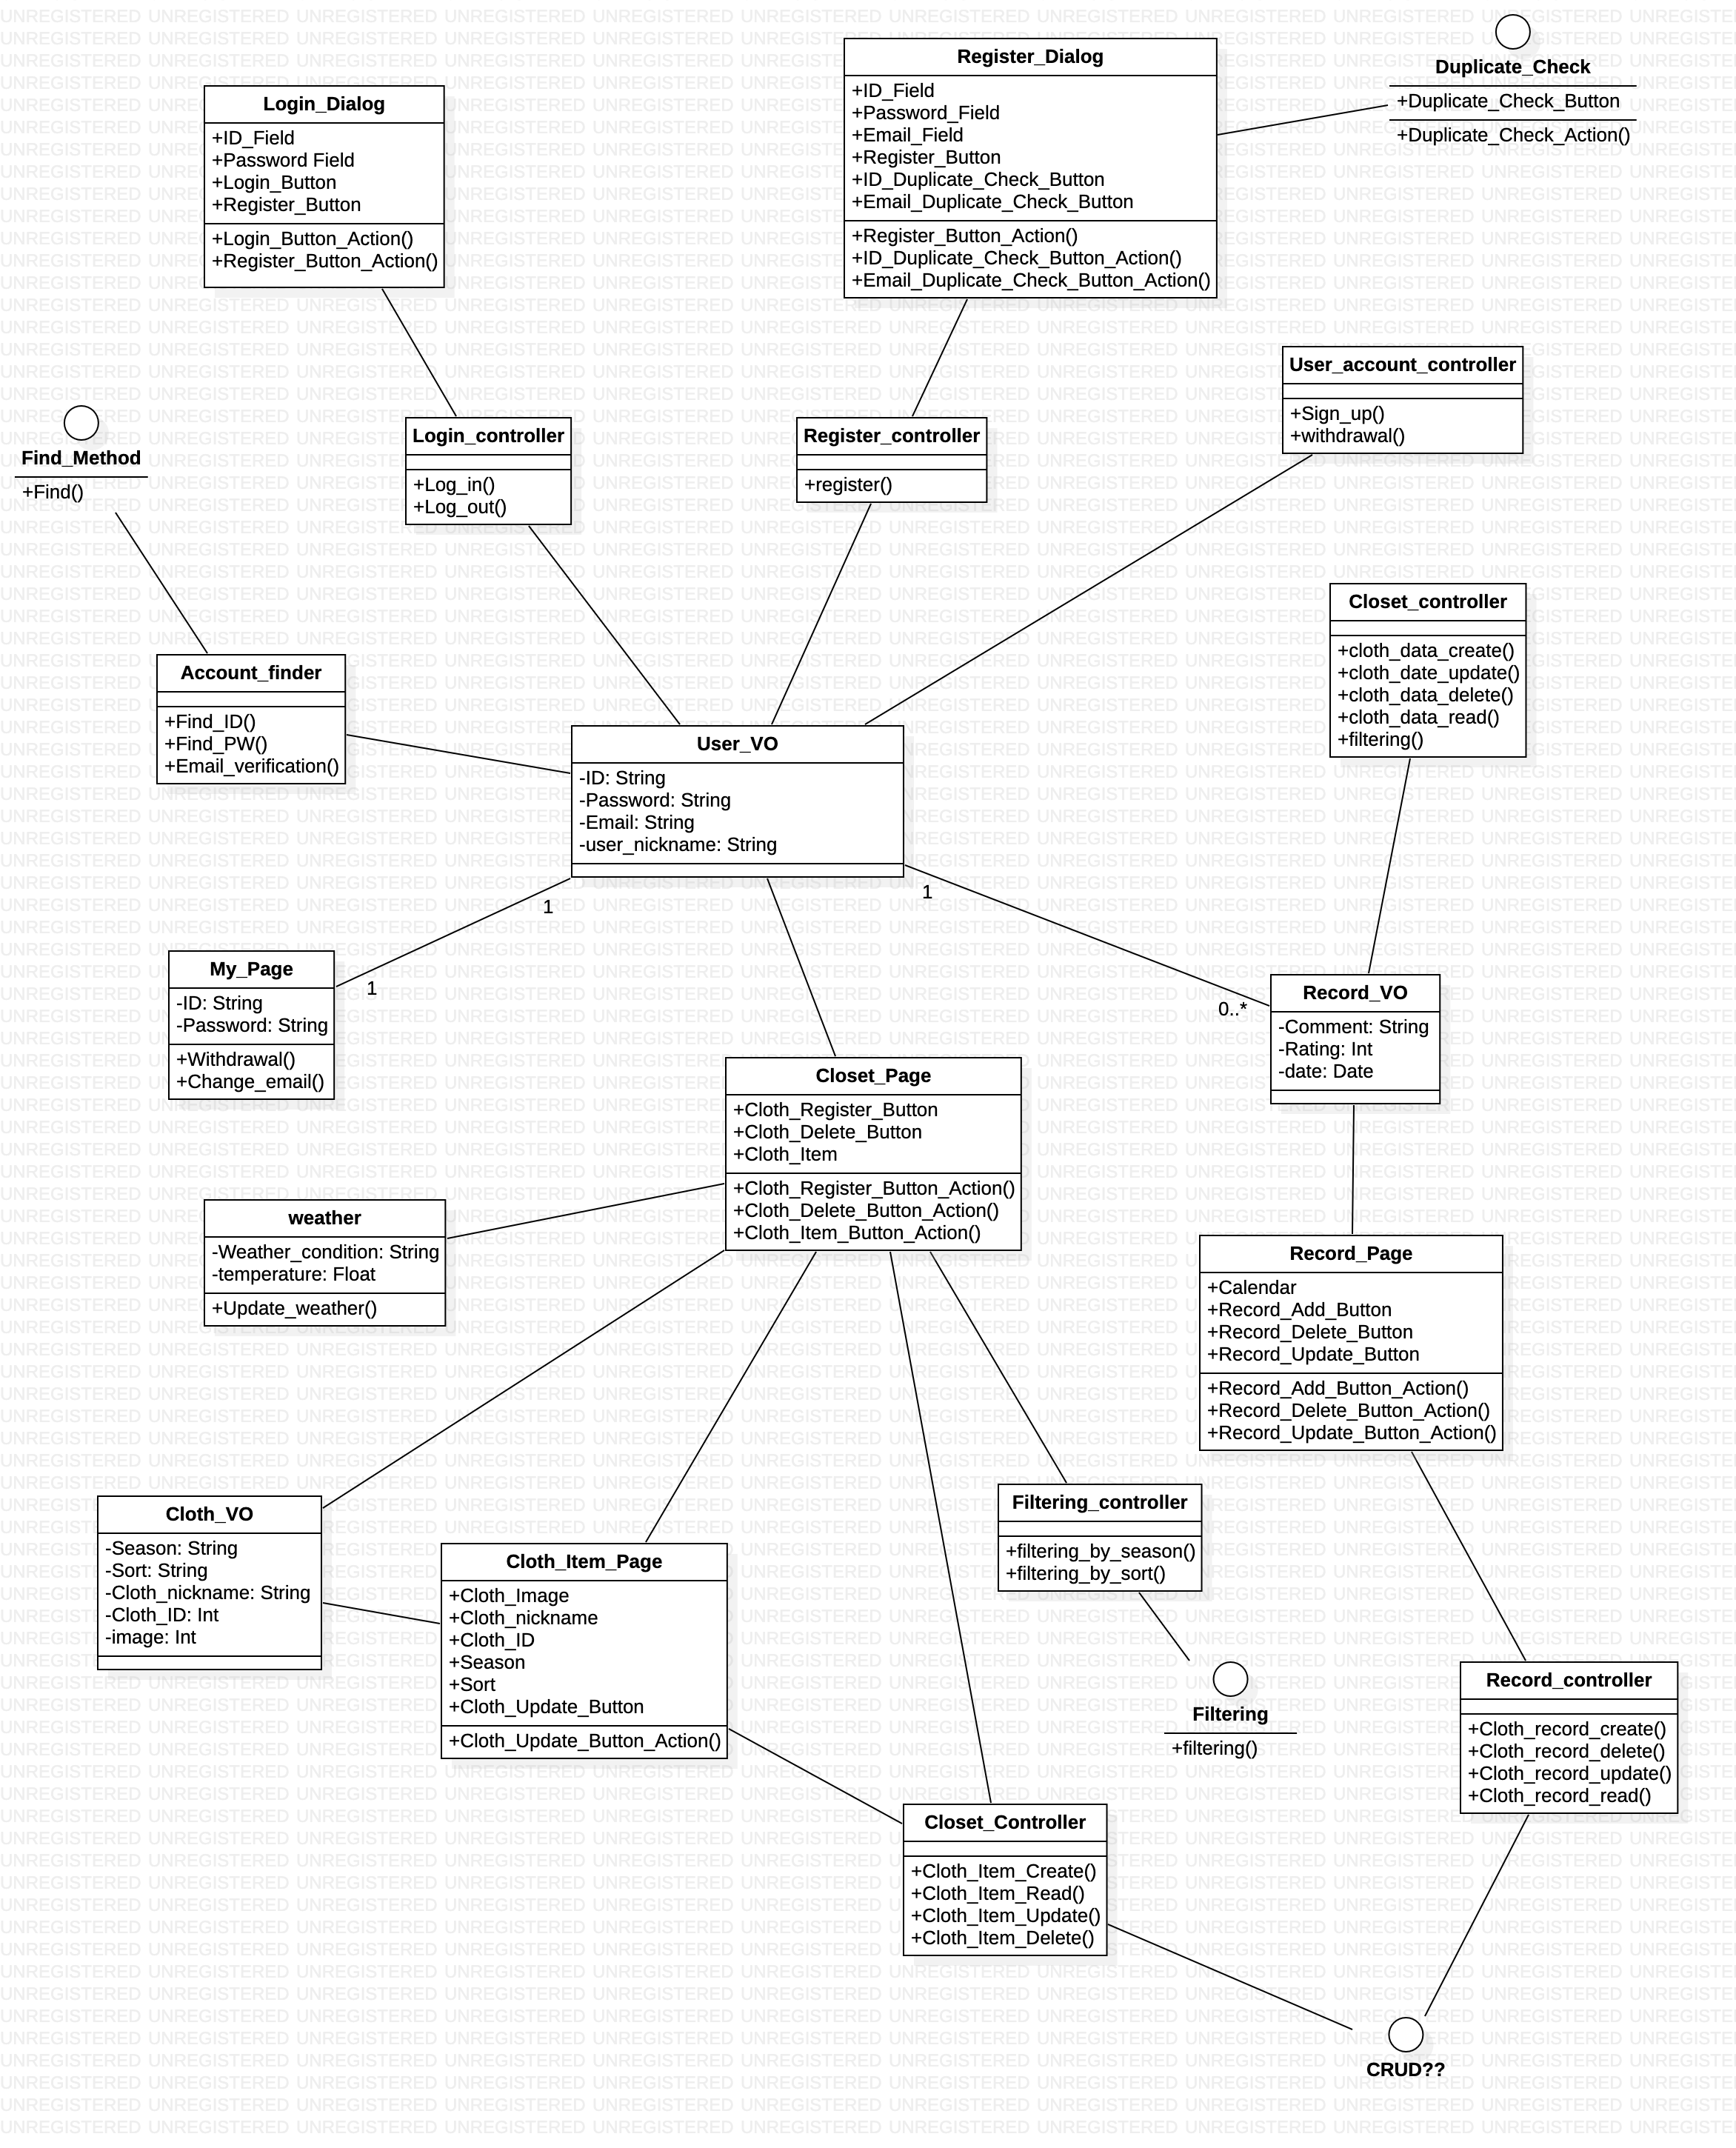 Login_Dialog
+ID_Field
+Password Field
+Login_Button
+Register_Button
+Login_Button_Action()
+Register_Button_Action()
Register_Dialog
+ID_Field
+Password_Field
+Email_Field
+Register_Button
+ID_Duplicate_Check_Button
+Email_Duplicate_Check_Button
+Register_Button_Action()
+ID_Duplicate_Check_Button_Action()
+Email_Duplicate_Check_Button_Action()
Duplicate_Check
+Duplicate_Check_Button
+Duplicate_Check_Action()
User_account_controller
+Sign_up()
+withdrawal()
Find_Method
+Find()
Login_controller
+Log_in()
+Log_out()
Register_controller
+register()
Closet_controller
+cloth_data_create()
+cloth_date_update()
+cloth_data_delete()
+cloth_data_read()
+filtering()
Account_finder
+Find_ID()
+Find_PW()
+Email_verification()
User_VO
-ID: String
-Password: String
-Email: String
-user_nickname: String
1
1
1
0..*
My_Page
-ID: String
-Password: String
+Withdrawal()
+Change_email()
Record_VO
-Comment: String
-Rating: Int
-date: Date
Closet_Page
+Cloth_Register_Button
+Cloth_Delete_Button
+Cloth_Item
+Cloth_Register_Button_Action()
+Cloth_Delete_Button_Action()
+Cloth_Item_Button_Action()
weather
-Weather_condition: String
-temperature: Float
+Update_weather()
Record_Page
+Calendar
+Record_Add_Button
+Record_Delete_Button
+Record_Update_Button
+Record_Add_Button_Action()
+Record_Delete_Button_Action()
+Record_Update_Button_Action()
Cloth_VO
-Season: String
-Sort: String
-Cloth_nickname: String
-Cloth_ID: Int
-image: Int
Cloth_Item_Page
+Cloth_Image
+Cloth_nickname
+Cloth_ID
+Season
+Sort
+Cloth_Update_Button
+Cloth_Update_Button_Action()
Filtering_controller
+filtering_by_season()
+filtering_by_sort()
Filtering
+filtering()
Record_controller
+Cloth_record_create()
+Cloth_record_delete()
+Cloth_record_update()
+Cloth_record_read()
Closet_Controller
+Cloth_Item_Create()
+Cloth_Item_Read()
+Cloth_Item_Update()
+Cloth_Item_Delete()
CRUD??